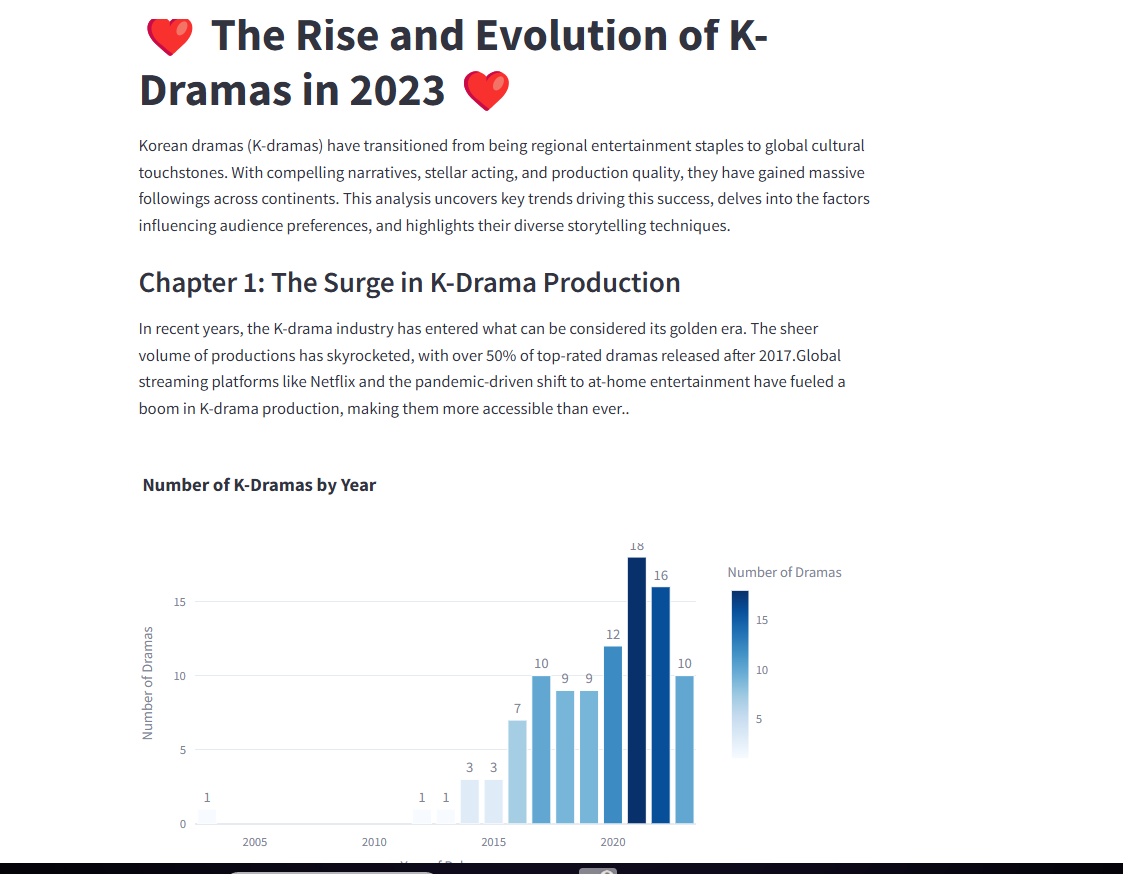 ❤️ The Rise and Evolution of K-
Dramas in 2023 ❤️
Korean dramas (K-dramas) have transitioned from being regional entertainment staples to global cultural
touchstones. With compelling narratives, stellar acting, and production quality, they have gained massive
followings across continents. This analysis uncovers key trends driving this success, delves into the factors
influencing audience preferences, and highlights their diverse storytelling techniques.
Chapter 1: The Surge in K-Drama Production
In recent years, the K-drama industry has entered what can be considered its golden era. The sheer
volume of productions has skyrocketed, with over 50% of top-rated dramas released after 2017.Global
streaming platforms like Netflix and the pandemic-driven shift to at-home entertainment have fueled a
boom in K-drama production, making them more accessible than ever..
Number of K-Dramas by Year
Number of Dramas
15
10
5
0
1
1
1
3
3
7
10
9
9
12
18
16
10
2005
2010
2015
2020
Number of Dramas
15
10
5